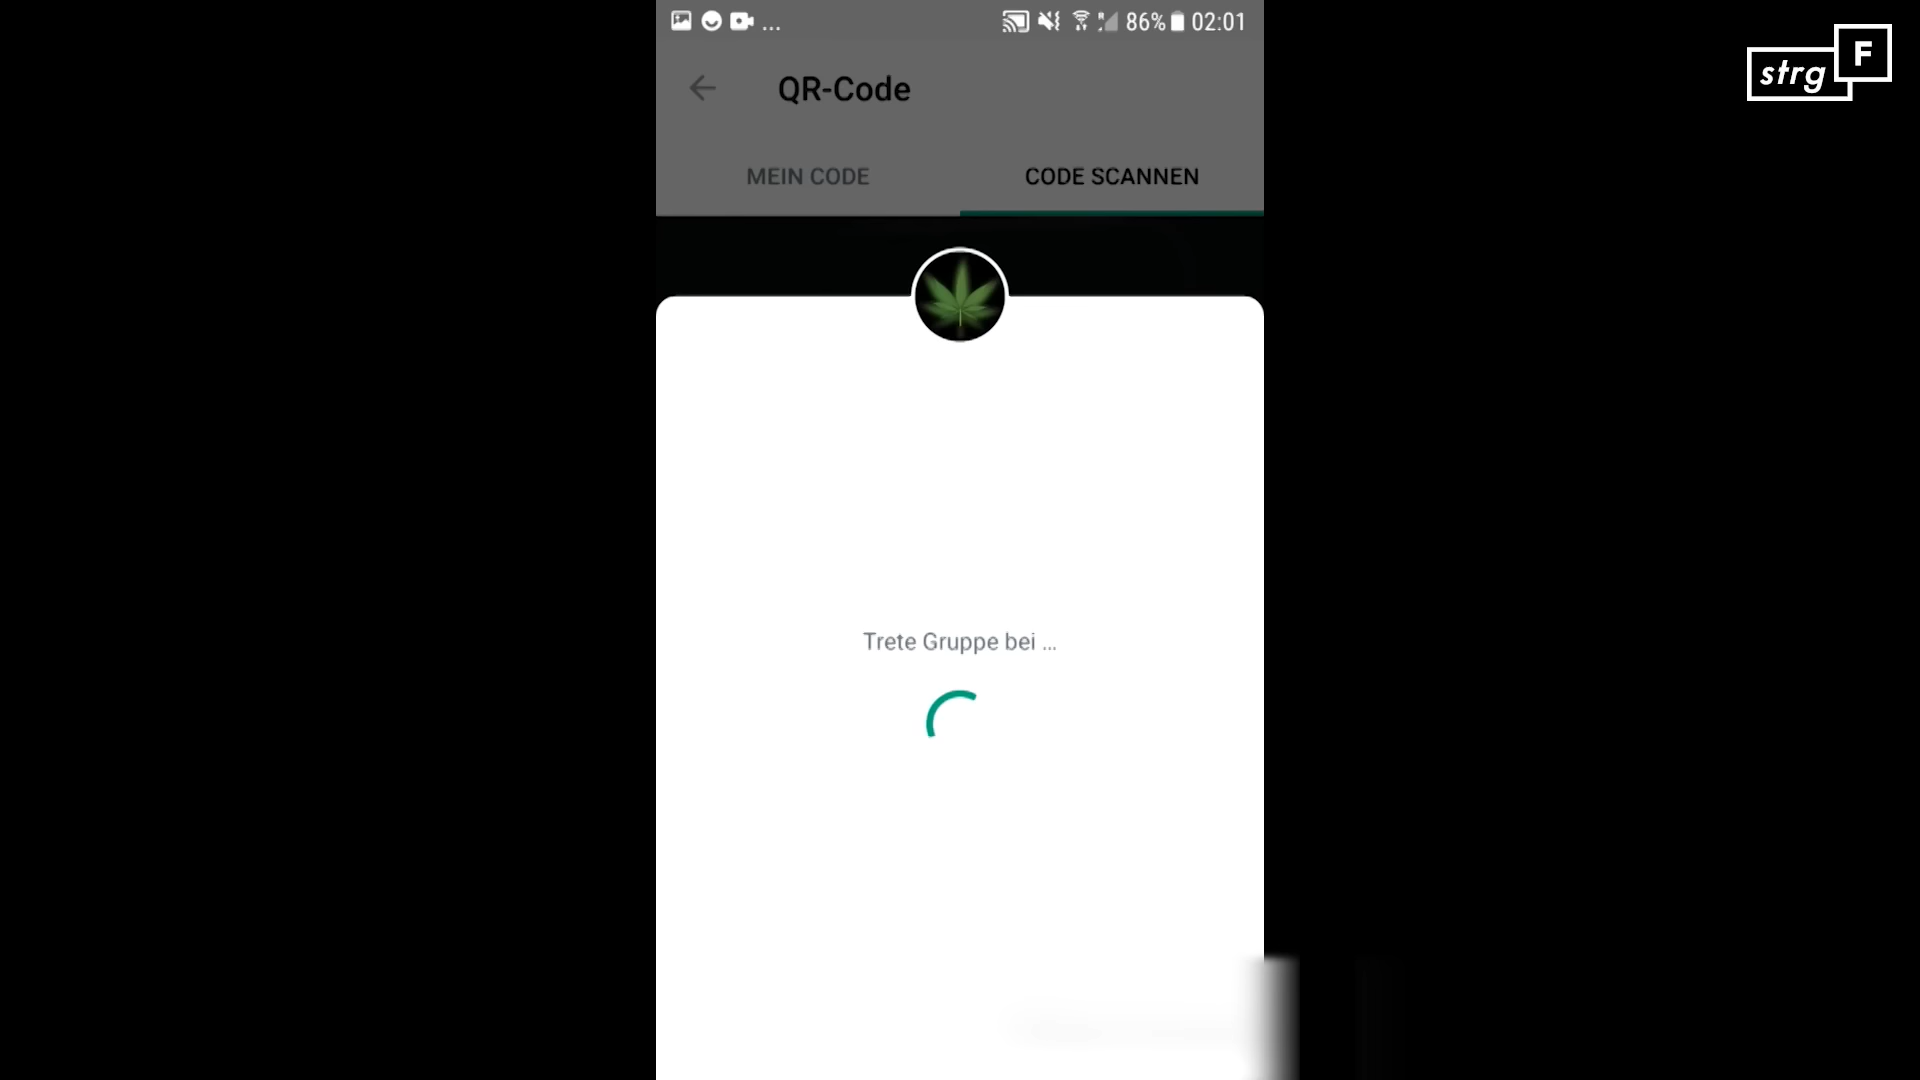 ... 86% 02:01
strg F
QR-Code
MEIN CODE CODE SCANNEN
Trete Gruppe bei ...